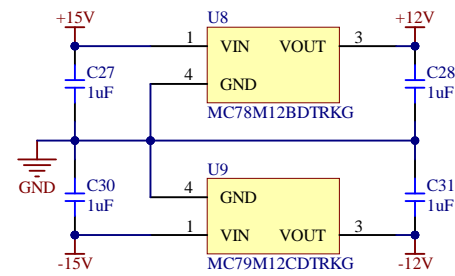 +15V
U8
+12V
1
VIN
VOUT
3
C27
1uF
4
GND
C28
1uF
MC78M12BDTRKG
GND
U9
C30
1uF
4
GND
C31
1uF
1
VIN
VOUT
3
-15V
MC79M12CDTRKG
-12V